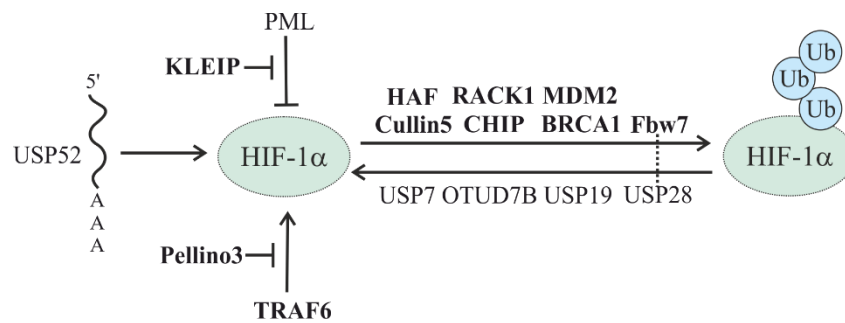 PML
KLEIP
5'
USP52
A
A
A
HIF-1α
HAF RACK1 MDM2
Cullin5 CHIP BRCA1 Fbw7
USP7 OTUD7B USP19 USP28
Pellino3
TRAF6
Ub
Ub
Ub
HIF-1α